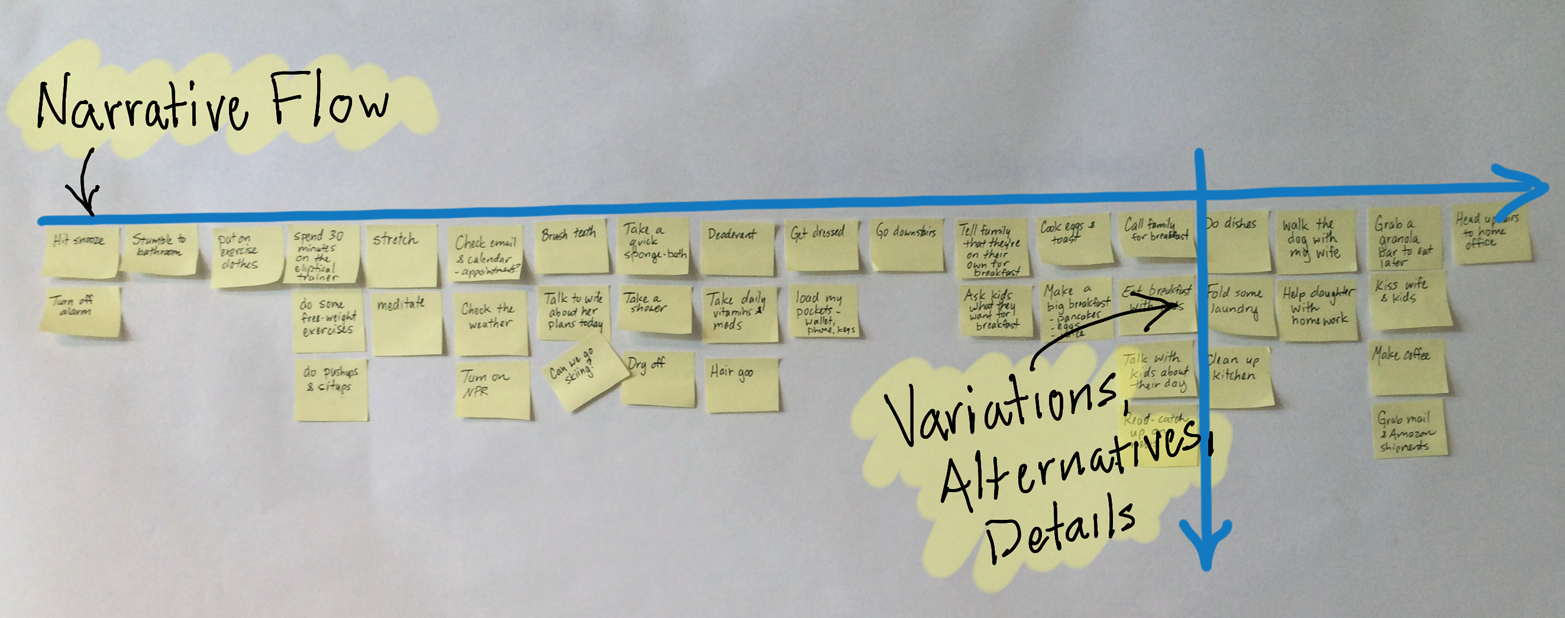 Narrative Flow
Hit snooze
Turn off
alarm
Stumble to
bathroom
put on
exercise
clothes
spend 30
minutes
on the
eliptical
trainer
do some
free-weight
exercises
do pushups
& situps
stretch
meditate
Check email
& calendar
- appointments?
Check the
weather
Turn on
NPR
Brush teeth
Talk to wife
about her
plans today
Can we go
skiing?
Take a
quick
sponge-bath
Take a
shower
Dry off
Deodorant
Take daily
vitamins &
meds
Hair goo
Get dressed
load my
pockets -
wallet,
phone, keys
Go downstairs
Tell family
that they're
on their
own for
breakfast
Ask kids
what they
want for
breakfast
Cook eggs &
toast
Make a
big breakfast
- pancakes
- eggs
Call family
for breakfast
Eat breakfast
with
Talk with
kids about
their day
Read-catch
up
Do dishes
Fold some
laundry
Clean up
kitchen
Walk the
dog with
my wife
Help daughter
with
homework
Grab a
granola
bar to eat
later
Kiss wife
& kids
Make coffee
Grab mail
& Amazon
shipments
Head upstairs
to home
office
Variations,
Alternatives,
Details